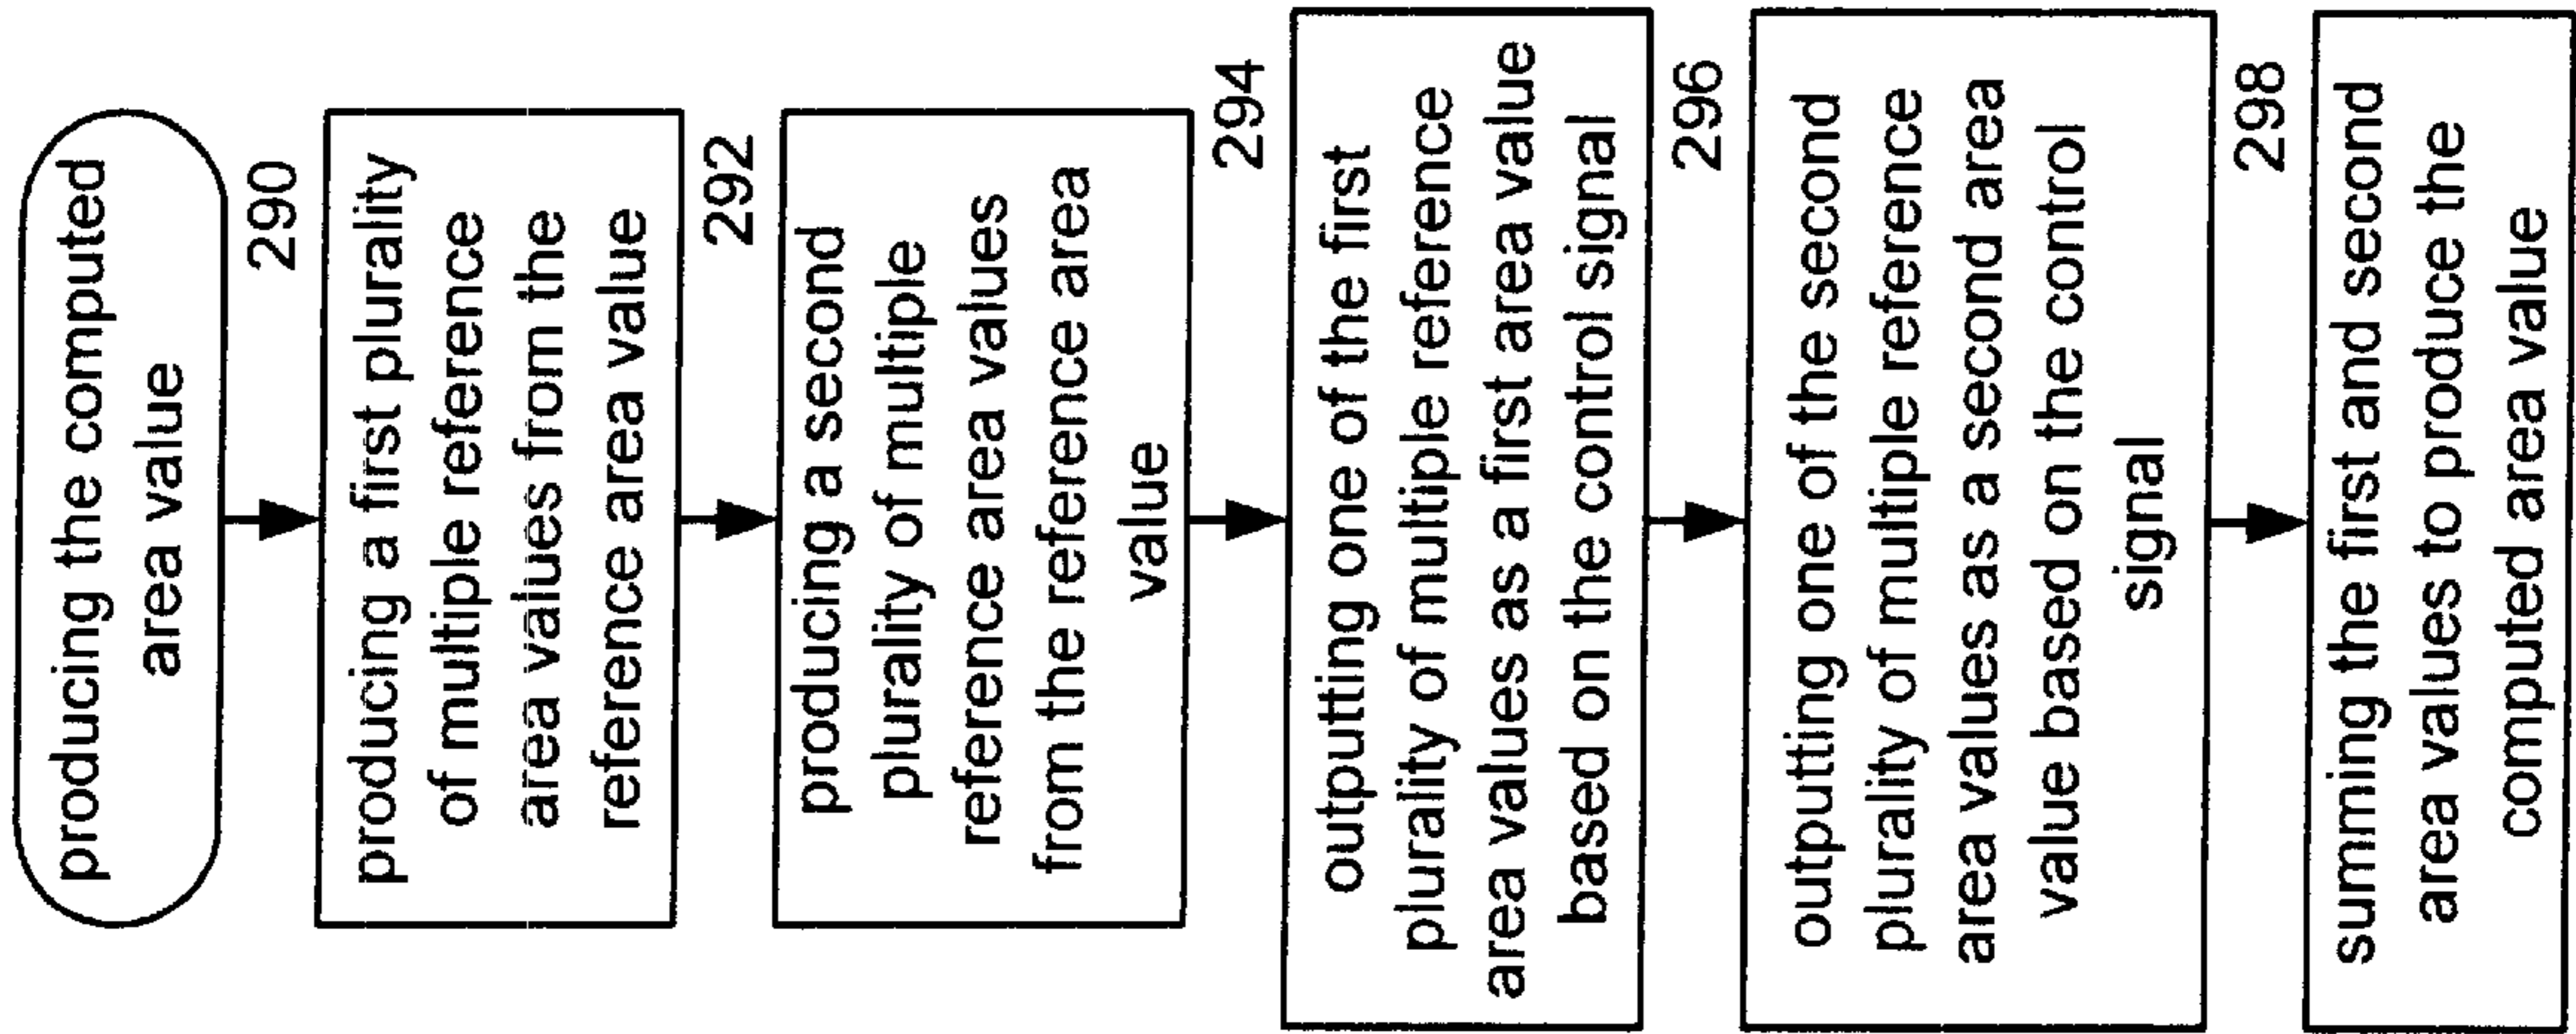 producing the computed
area value
290
producing a first plurality
of multiple reference
area values from the
reference area value
292
producing a second
plurality of multiple
reference area values
from the reference area
value
294
outputting one of the first
plurality of multiple reference
area values as a first area value
based on the control signal
296
outputting one of the second
plurality of multiple reference
area values as a second area
value based on the control
signal
298
summing the first and second
area values to produce the
computed area value